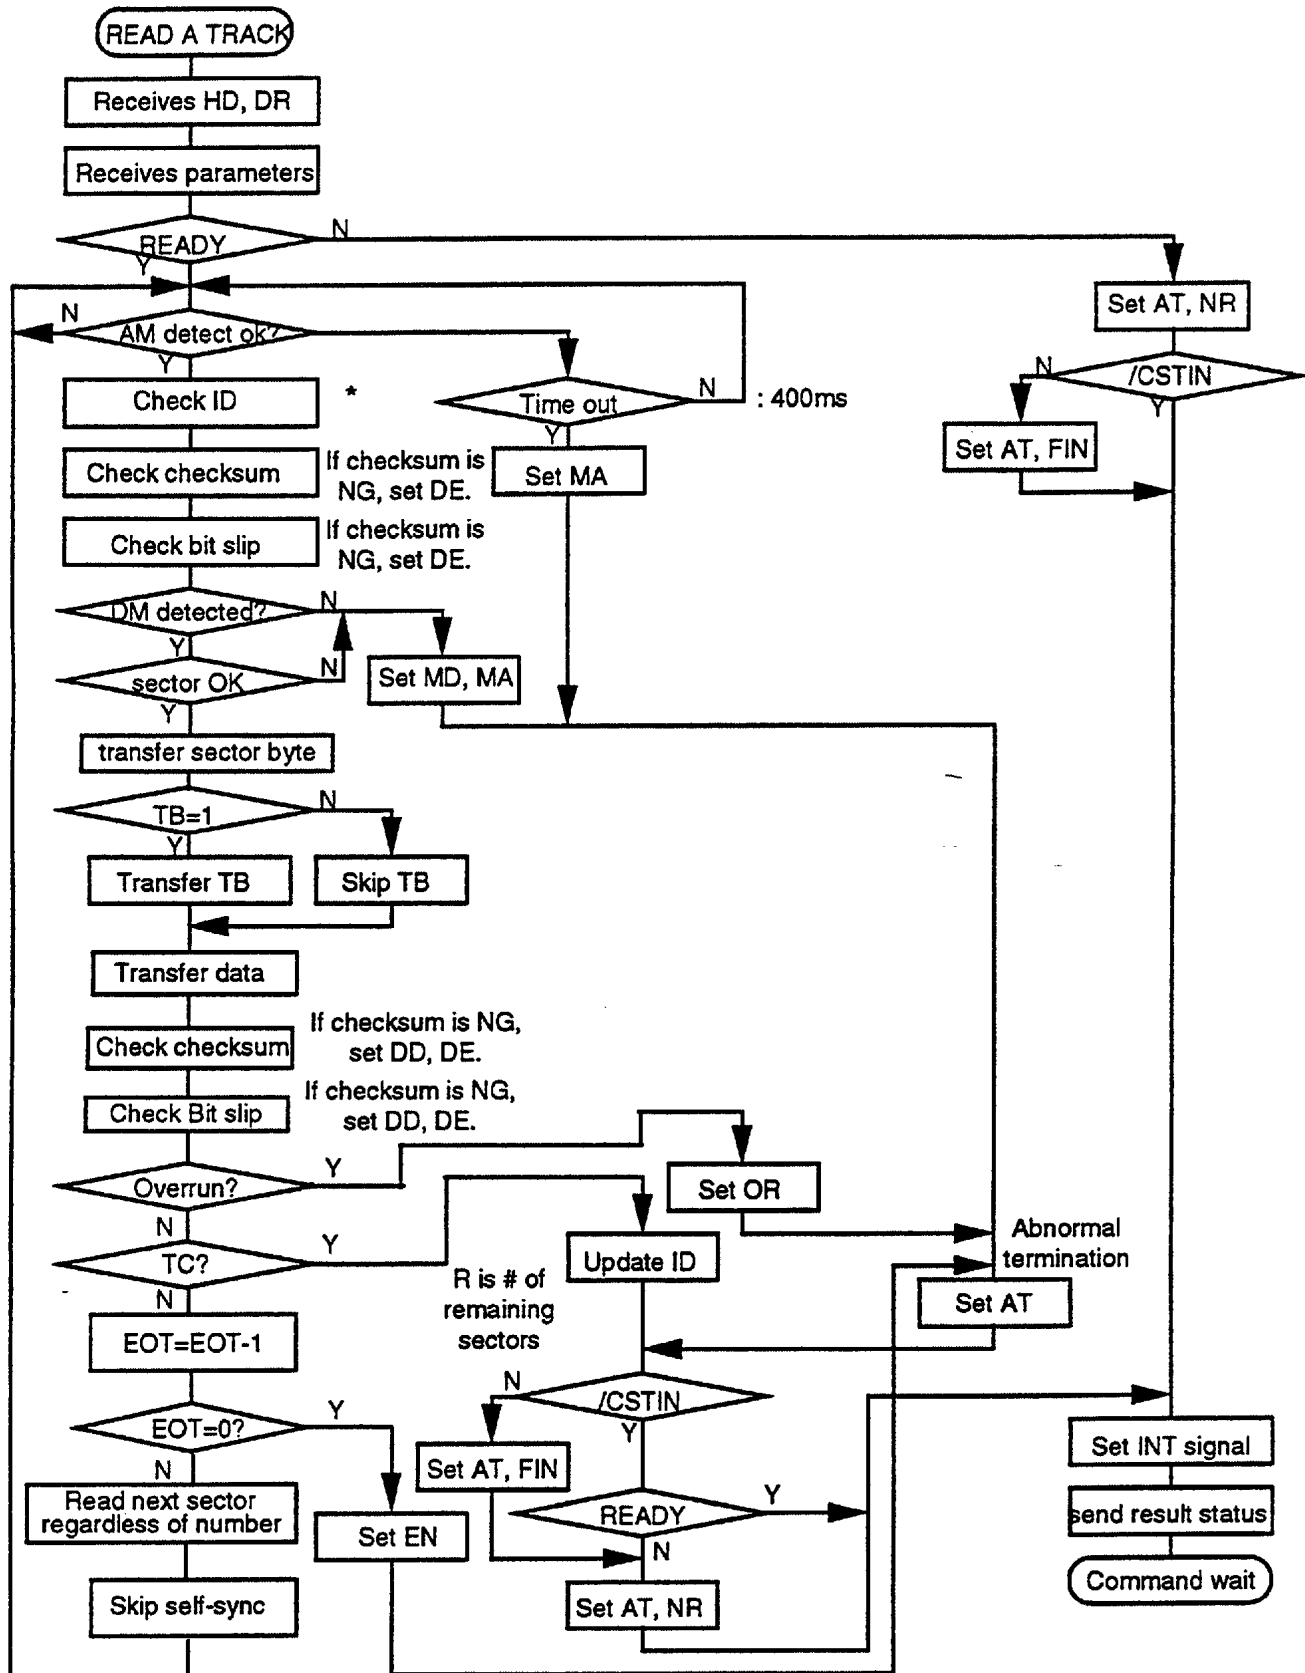 READ A TRACK
Receives HD, DR
Receives parameters
READY
N
Y
AM detect ok?
N
Y
Set AT, NR
/CSTIN
N
Y
Set AT, FIN
Check ID
*
Time out
N
: 400ms
Y
Set MA
Check checksum
If checksum is
NG, set DE.
Check bit slip
If checksum is
NG, set DE.
DM detected?
N
Y
sector OK
N
Y
Set MD, MA
transfer sector byte
TB=1
N
Y
Transfer TB
Skip TB
Transfer data
Check checksum
If checksum is NG,
set DD, DE.
Check Bit slip
If checksum is NG,
set DD, DE.
Overrun?
Y
N
Set OR
TC?
Y
N
Update ID
R is # of
remaining
sectors
Abnormal
termination
Set AT
EOT=EOT-1
/CSTIN
N
Y
EOT=0?
Y
N
Set AT, FIN
READY
Y
N
Set INT signal
Read next sector
regardless of number
Set EN
send result status
Skip self-sync
Set AT, NR
Command wait